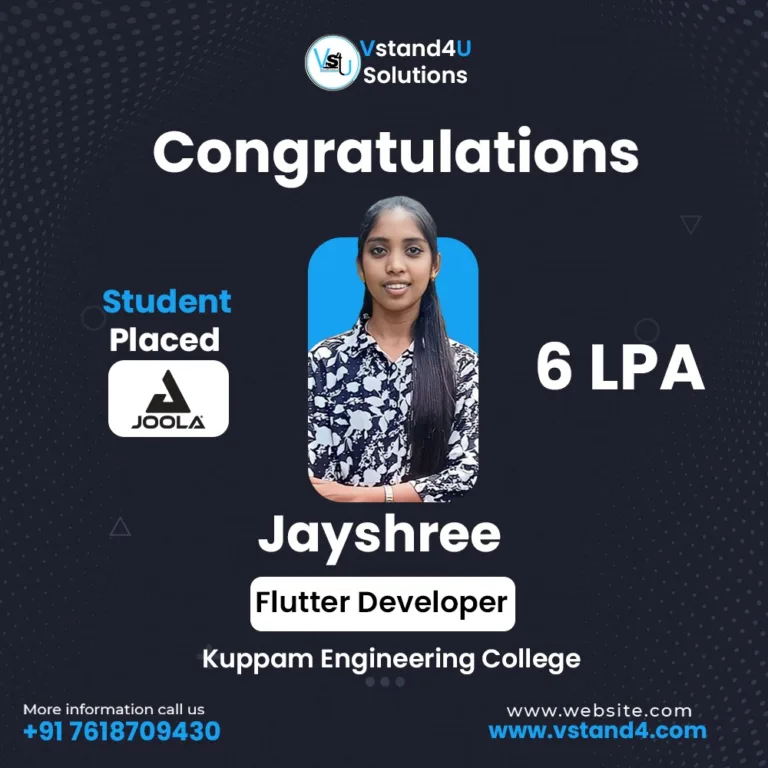 VstU
Vstand4U
Solutions
Congratulations
Student
Placed
JOOLA
6 LPA
Jayshree
Flutter Developer
Kuppam Engineering College
More information call us
+91 7618709430
www.website.com
www.vstand4.com